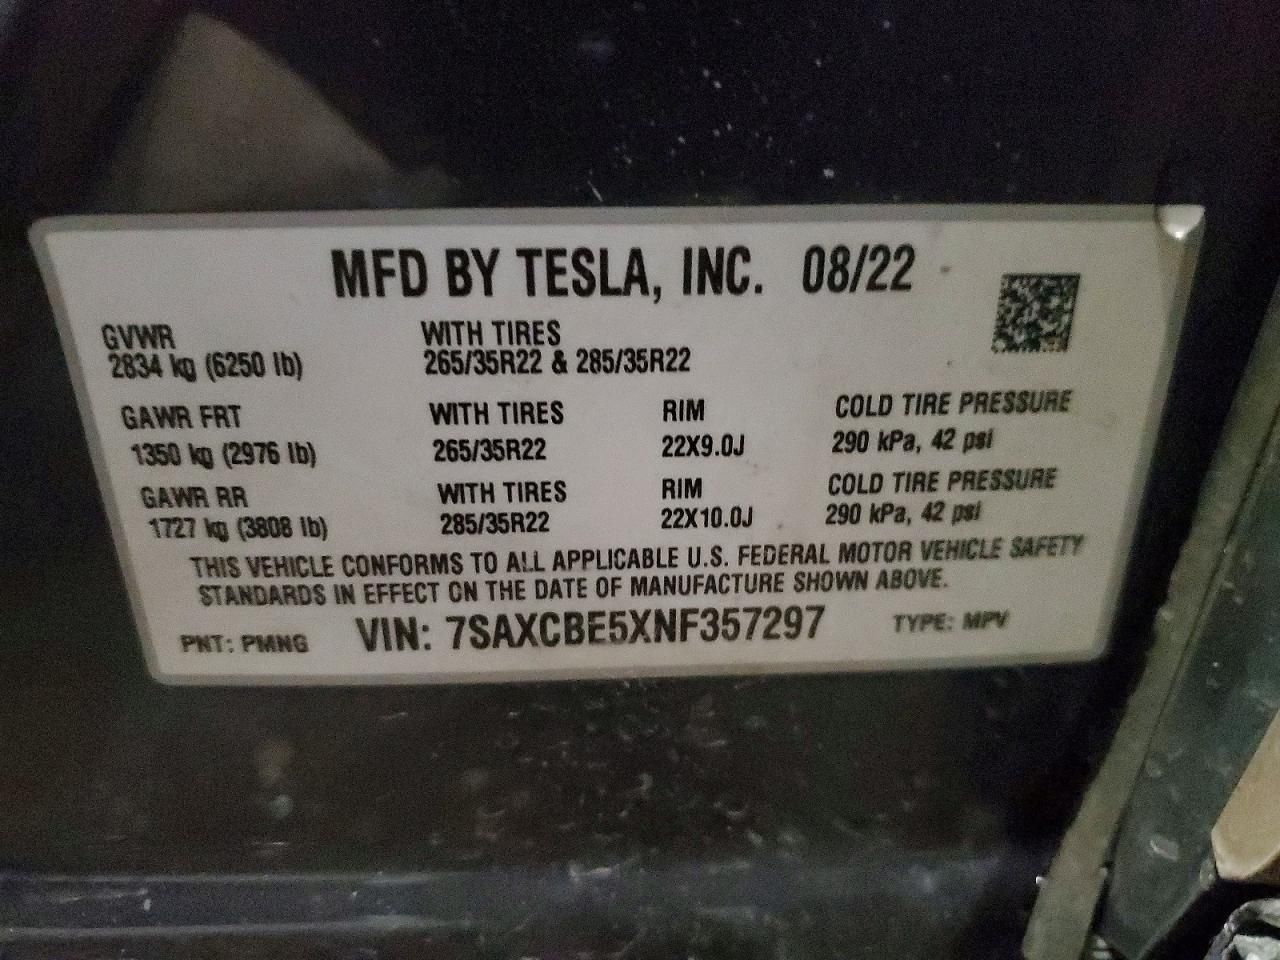 MFD BY TESLA, INC. 08/22
GVWR WITH TIRES
2834 kg (6250 lb) 265/35R22 & 285/35R22
GAWR FRT WITH TIRES RIM COLD TIRE PRESSURE
1350 kg (2976 lb) 265/35R22 22X9.0J 290 kPa, 42 psi
GAWR RR WITH TIRES RIM COLD TIRE PRESSURE
1727 kg (3808 lb) 285/35R22 22X10.0J 290 kPa, 42 psi
THIS VEHICLE CONFORMS TO ALL APPLICABLE U.S. FEDERAL MOTOR VEHICLE SAFETY
STANDARDS IN EFFECT ON THE DATE OF MANUFACTURE SHOWN ABOVE.
PNT: PMNG VIN: 7SAXCBE5XNF357297 TYPE: MPV